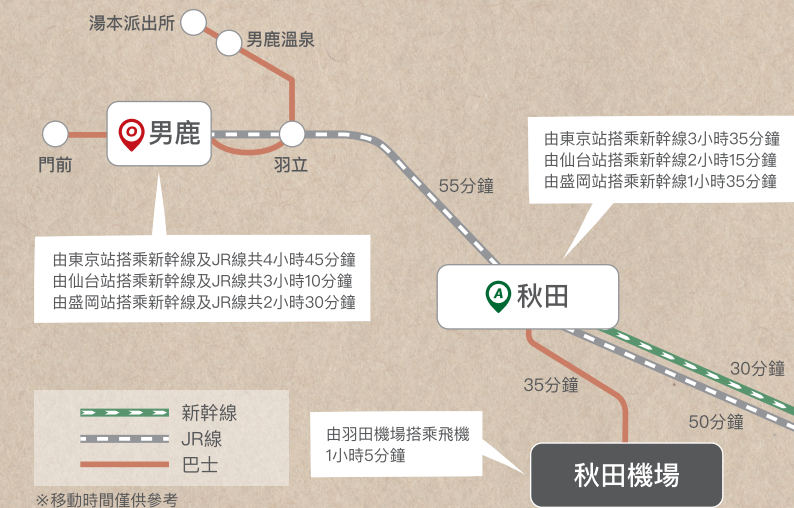 湯本派出所
男鹿溫泉
男鹿
門前
羽立
55分鐘
由東京站搭乘新幹線3小時35分鐘
由仙台站搭乘新幹線2小時15分鐘
由盛岡站搭乘新幹線1小時35分鐘
由東京站搭乘新幹線及JR線共4小時45分鐘
由仙台站搭乘新幹線及JR線共3小時10分鐘
由盛岡站搭乘新幹線及JR線共2小時30分鐘
A
秋田
30分鐘
35分鐘
50分鐘
新幹線
JR線
巴士
由羽田機場搭乘飛機
1小時5分鐘
秋田機場
※移動時間僅供參考